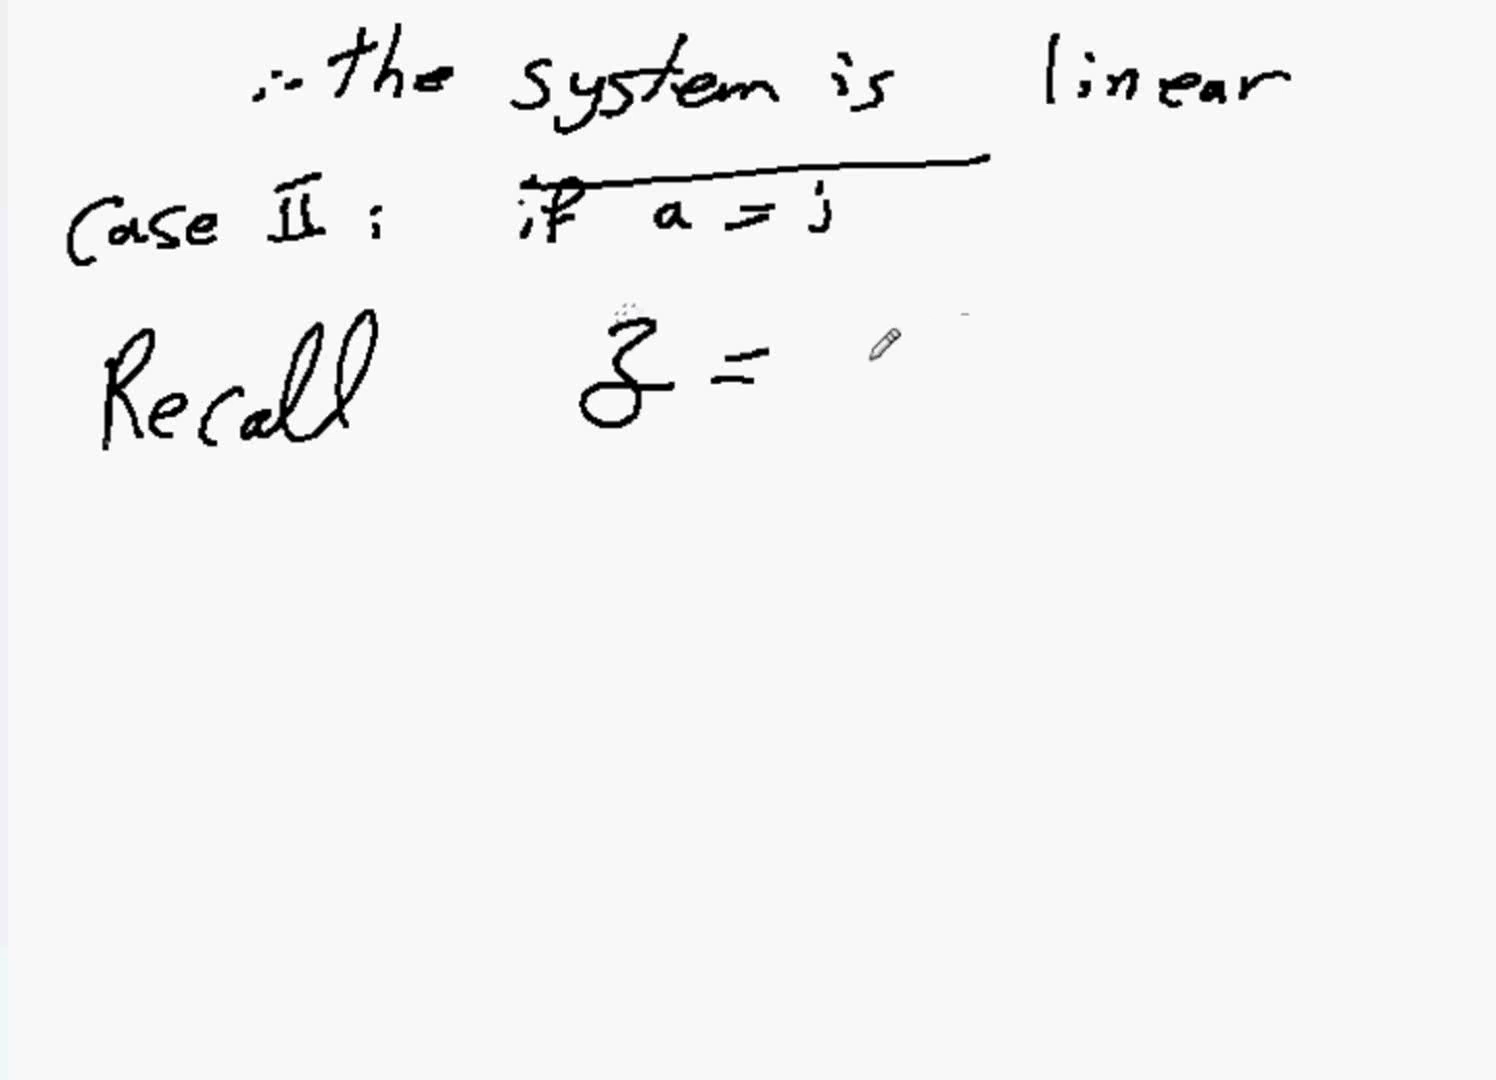 ∴ the system is linear
Case II : if a = j
Recall z =